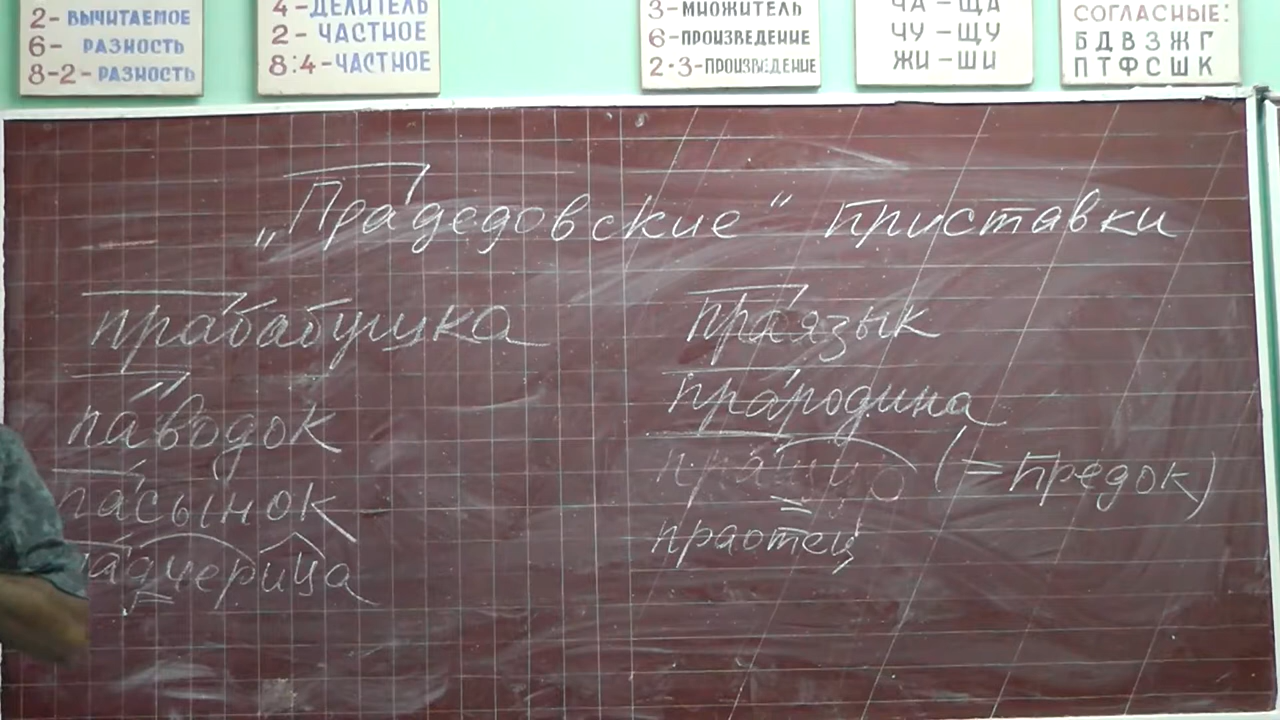 2- ВЫЧИТАЕМОЕ
6- РАЗНОСТЬ
8-2- РАЗНОСТЬ
4- ДЕЛИТЕЛЬ
2- ЧАСТНОЕ
8:4- ЧАСТНОЕ
3- МНОЖИТЕЛЬ
6- ПРОИЗВЕДЕНИЕ
2·3- ПРОИЗВЕДЕНИЕ
ЧА - ЩА
ЧУ - ЩУ
ЖИ - ШИ
СОГЛАСНЫЕ:
Б Д В З Ж Г
П Т Ф С Ш К
„Прадедовские“ приставки
прабабушка
паводок
пасынок
падчерица
праязык
прародина
пращур (= предок)
праотец